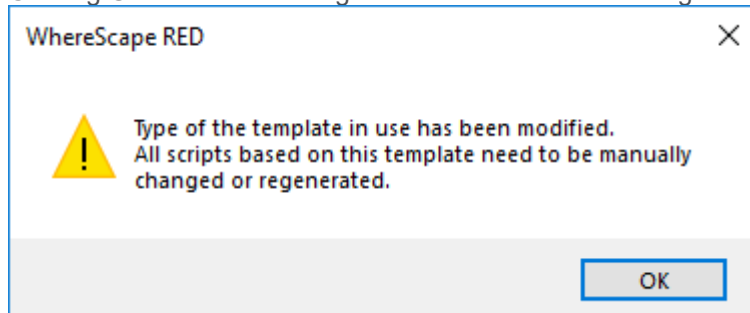 WhereScape RED
Type of the template in use has been modified.
All scripts based on this template need to be manually
changed or regenerated.
OK